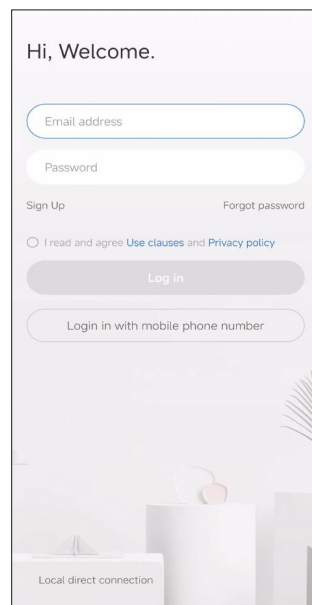 Hi, Welcome.
Email address
Password
Sign Up Forgot password
I read and agree Use clauses and Privacy policy
Log in
Login in with mobile phone number
Local direct connection